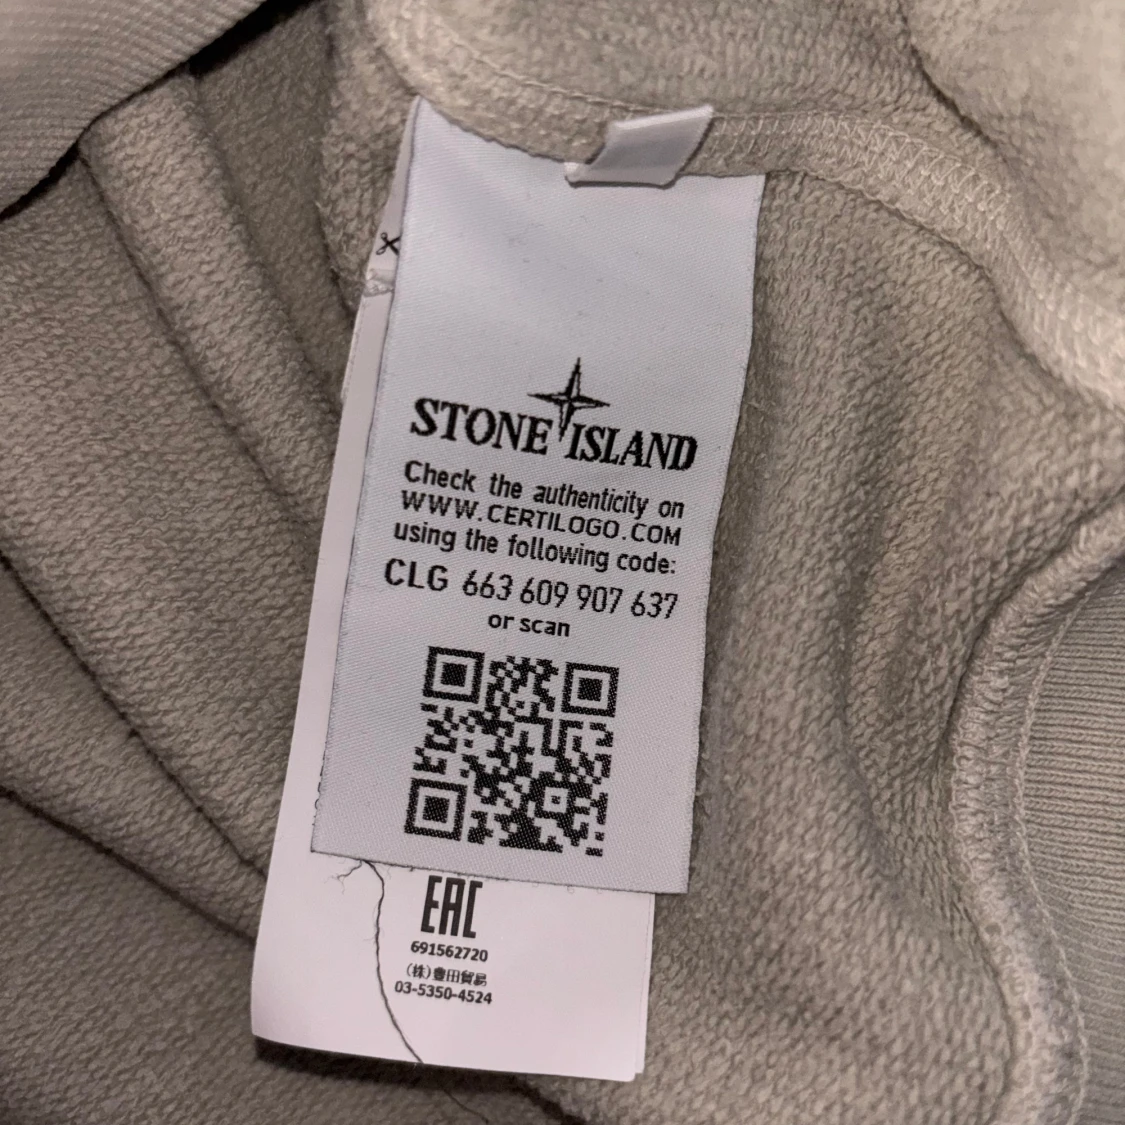 STONE ISLAND
Check the authenticity on
WWW.CERTILOGO.COM
using the following code:
CLG 663 609 907 637
or scan
EAC
691562720
(株)豊田貿易
03-5350-4524